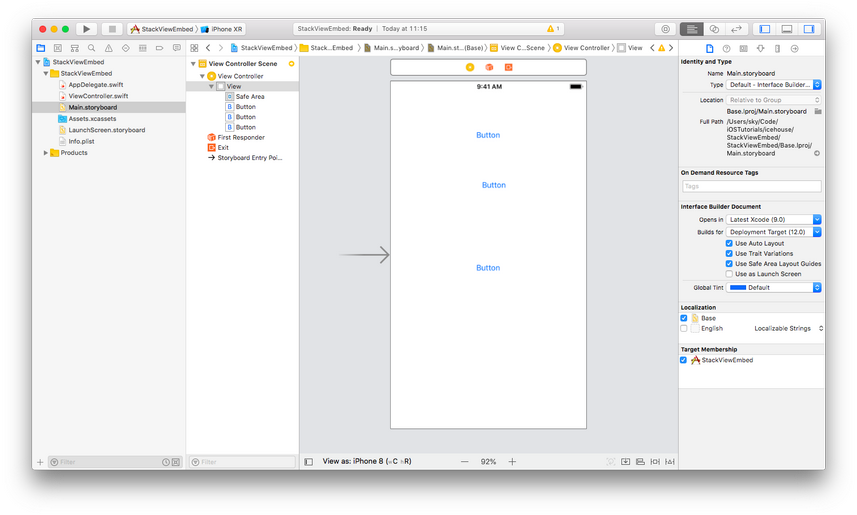 StackViewEmbed iPhone XR
StackViewEmbed: Ready | Today at 11:15
1
StackViewEmbed Stack...Embed Main.s...yboard Main.st...(Base) View C...Scene View Controller View
StackViewEmbed
StackViewEmbed
AppDelegate.swift
ViewController.swift
Main.storyboard
Assets.xcassets
LaunchScreen.storyboard
Info.plist
Products
Filter
View Controller Scene
View Controller
View
Safe Area
B Button
B Button
B Button
First Responder
Exit
Storyboard Entry Poi...
Filter
9:41 AM
Button
Button
Button
View as: iPhone 8 (wC hR)
92%
Identity and Type
Name Main.storyboard
Type Default - Interface Builder...
Location Relative to Group
Base.lproj/Main.storyboard
Full Path /Users/sky/Code/
iOSTutorials/icehouse/
StackViewEmbed/
StackViewEmbed/Base.lproj/
Main.storyboard
On Demand Resource Tags
Tags
Interface Builder Document
Opens in Latest Xcode (9.0)
Builds for Deployment Target (12.0)
Use Auto Layout
Use Trait Variations
Use Safe Area Layout Guides
Use as Launch Screen
Global Tint Default
Localization
Base
English Localizable Strings
Target Membership
StackViewEmbed